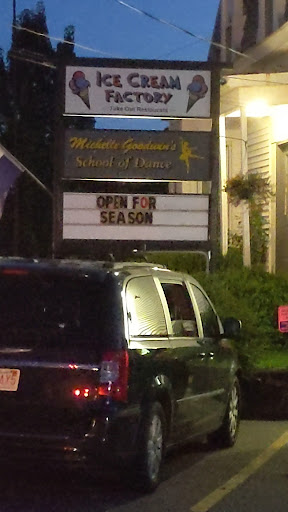 ICE CREAM
FACTORY
Take Out Restaurant
Michelle Goodwin's
School of Dance
OPEN FOR
SEASON